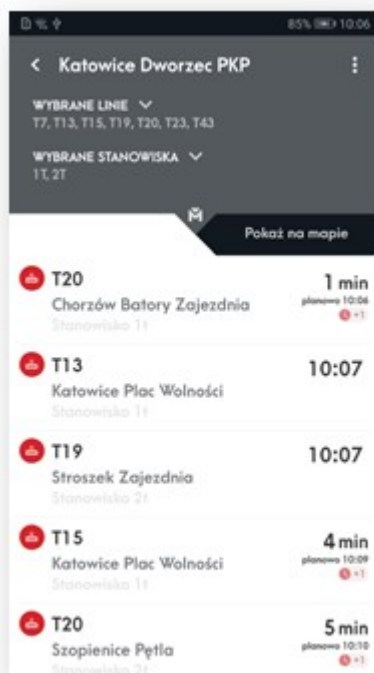 85% 10:06
Katowice Dworzec PKP
WYBRANE LINIE
T7, T13, T15, T19, T20, T23, T43
WYBRANE STANOWISKA
1T, 2T
Pokaż na mapie
T20 1 min
Chorzów Batory Zajezdnia planowo 10:06
Stanowisko 1t +1
T13 10:07
Katowice Plac Wolności
Stanowisko 1t
T19 10:07
Stroszek Zajezdnia
Stanowisko 2t
T15 4 min
Katowice Plac Wolności planowo 10:09
Stanowisko 1t +1
T20 5 min
Szopienice Pętla planowo 10:10
Stanowisko 2t +1